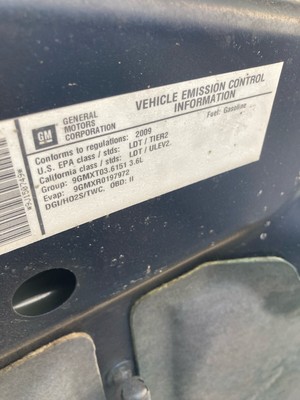 GM
GENERAL
MOTORS
CORPORATION
VEHICLE EMISSION CONTROL
INFORMATION
Conforms to regulations: 2009
Fuel: Gasoline
U.S. EPA class / stds: LDT / TIER2
California class / stds: LDT / ULEV2.
Group: 9GMXT03.6151 3.6L
Evap: 9GMXR0197972
DGI/HO2S/TWC. OBD: II